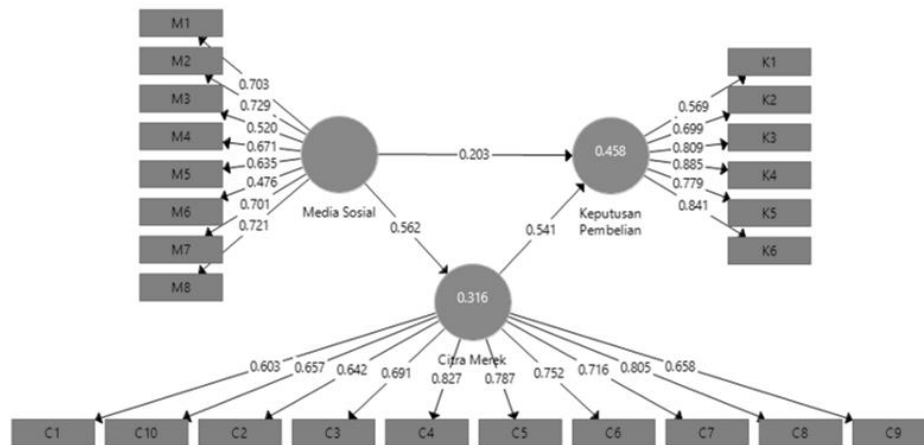 M1
M2
M3
M4
M5
M6
M7
M8
0.703
0.729
0.520
0.671
0.635
0.476
0.701
0.721
Media Sosial
0.203
0.562
0.541
0.458
Keputusan
Pembelian
0.569
0.699
0.809
0.885
0.779
0.841
K1
K2
K3
K4
K5
K6
0.316
Citra Merek
0.603
0.657
0.642
0.691
0.827
0.787
0.752
0.716
0.805
0.658
C1
C10
C2
C3
C4
C5
C6
C7
C8
C9